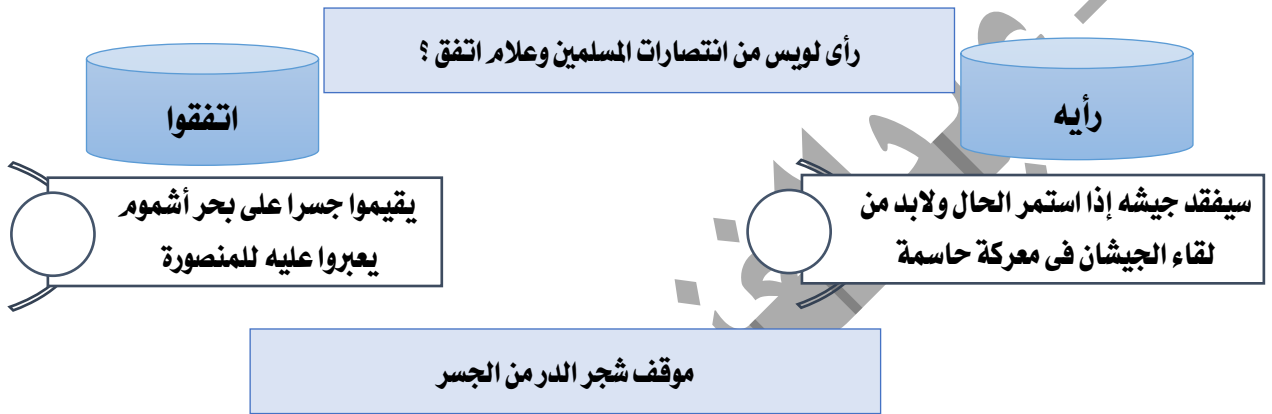 رأى لويس من انتصارات المسلمين وعلام اتفق ؟
رأيه
اتفقوا
سيفقد جيشه إذا استمر الحال ولابد من
لقاء الجيشان فى معركة حاسمة
يقيموا جسرا على بحر أشموم
يعبروا عليه للمنصورة
موقف شجر الدر من الجسر